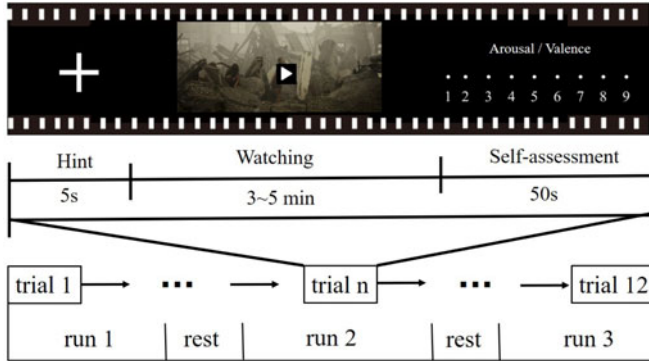 Arousal / Valence
1 2 3 4 5 6 7 8 9
Hint Watching Self-assessment
5s 3~5 min 50s
trial 1 ... trial n ... trial 12
run 1 rest run 2 rest run 3